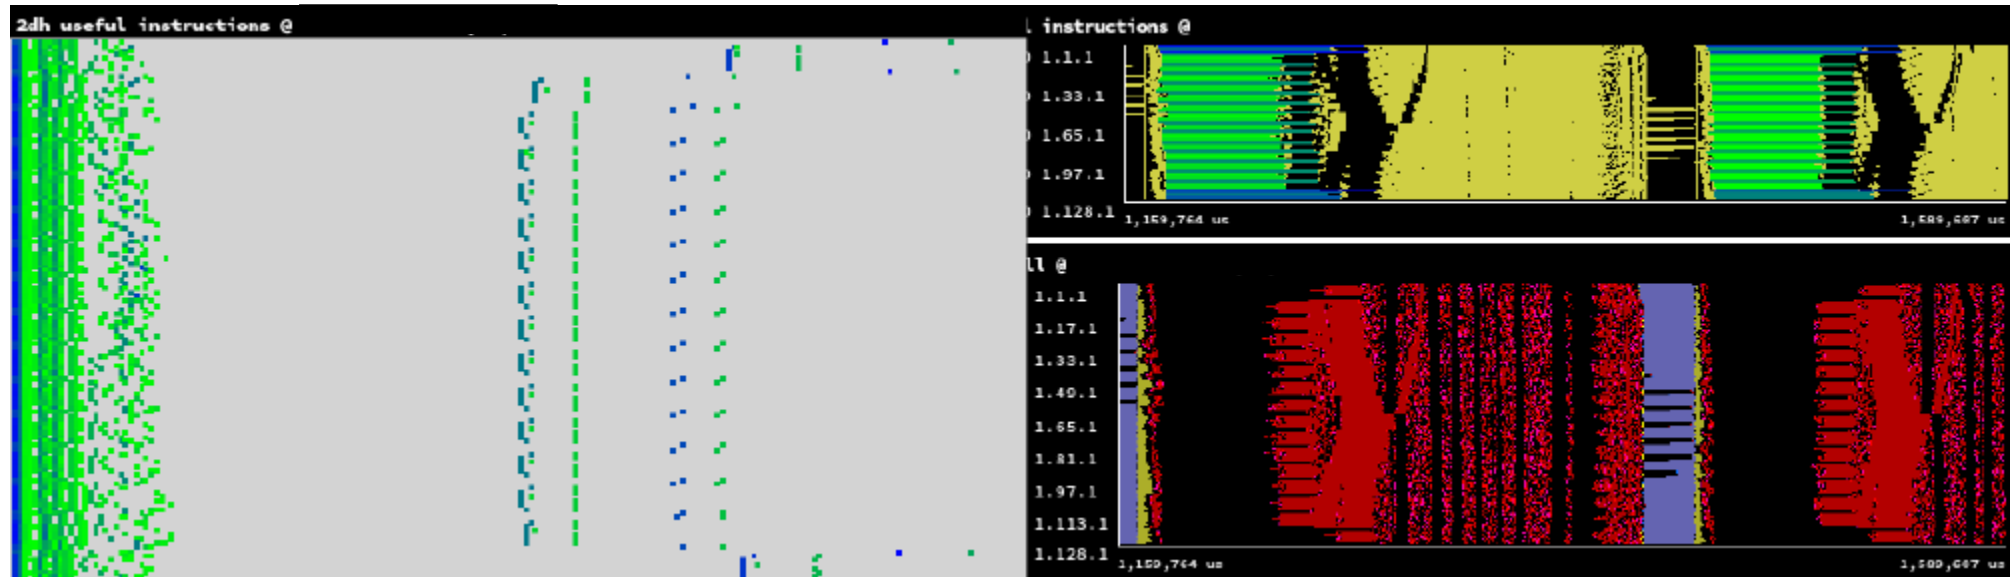 2dh useful instructions @
instructions @
1.1.1
1.33.1
1.65.1
1.97.1
1.128.1
1,159,764 us
1,589,607 us
ll @
1.1.1
1.17.1
1.33.1
1.49.1
1.65.1
1.81.1
1.97.1
1.113.1
1.128.1
1,159,764 us
1,589,607 us